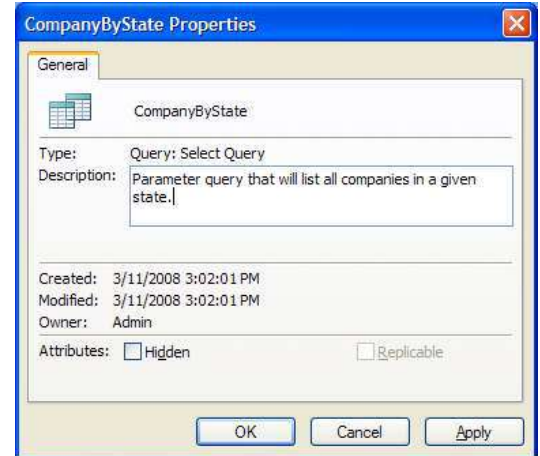 CompanyByState Properties
General
CompanyByState
Type: Query: Select Query
Description: Parameter query that will list all companies in a given
state.
Created: 3/11/2008 3:02:01 PM
Modified: 3/11/2008 3:02:01 PM
Owner: Admin
Attributes: Hidden Replicable
OK Cancel Apply